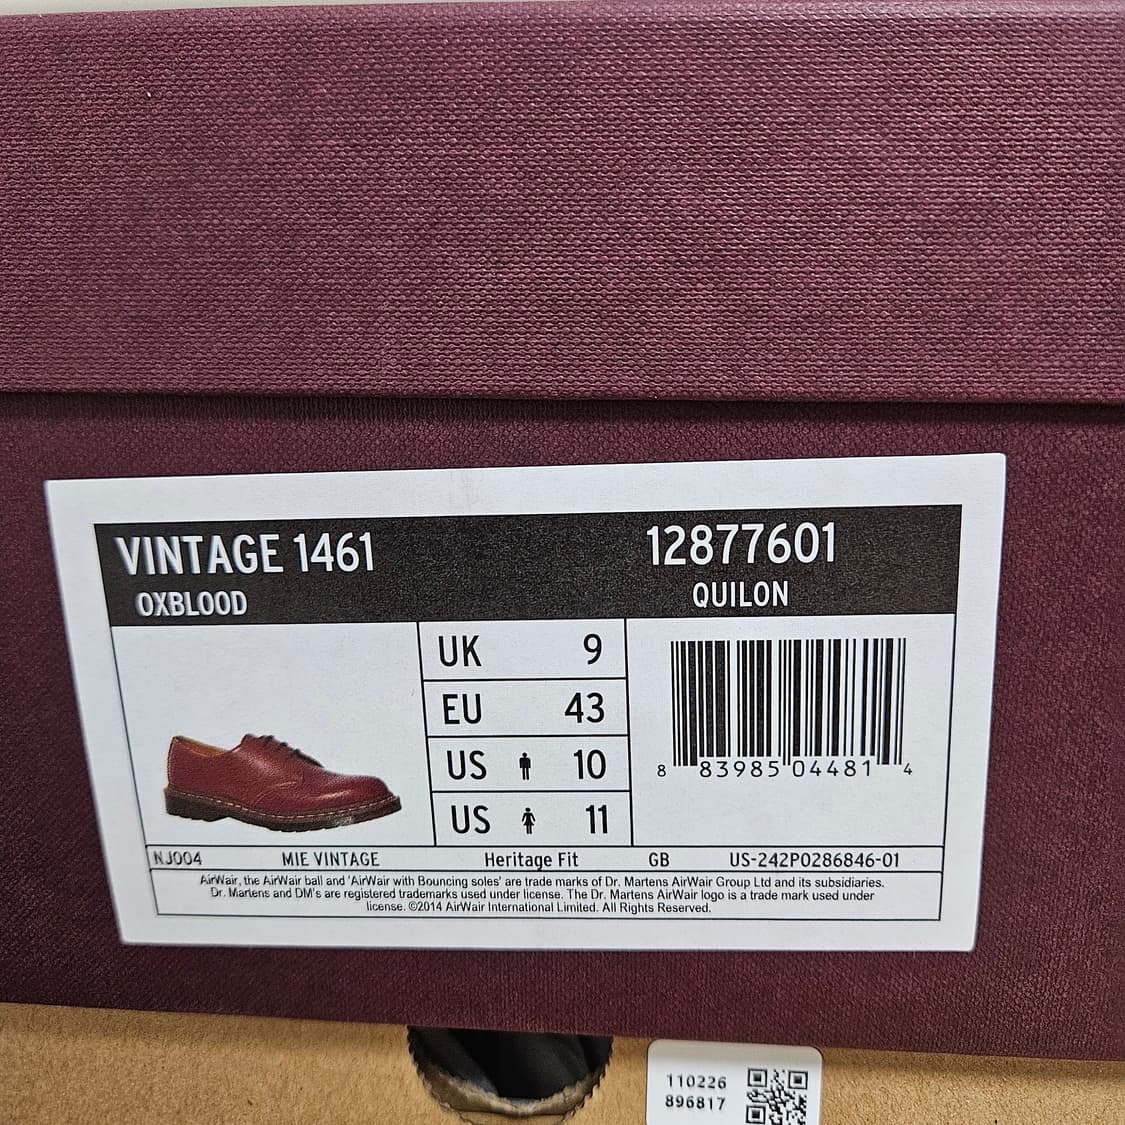 VINTAGE 1461 12877601
OXBLOOD QUILON
UK 9
EU 43
US 10
US 11
8 83985 04481 4
NJ004 MIE VINTAGE Heritage Fit GB US-242P0286846-01
AirWair, the AirWair ball and 'AirWair with Bouncing soles' are trade marks of Dr. Martens AirWair Group Ltd and its subsidiaries.
Dr. Martens and DM's are registered trademarks used under license. The Dr. Martens AirWair logo is a trade mark used under
license. ©2014 AirWair International Limited. All Rights Reserved.
110226
896817